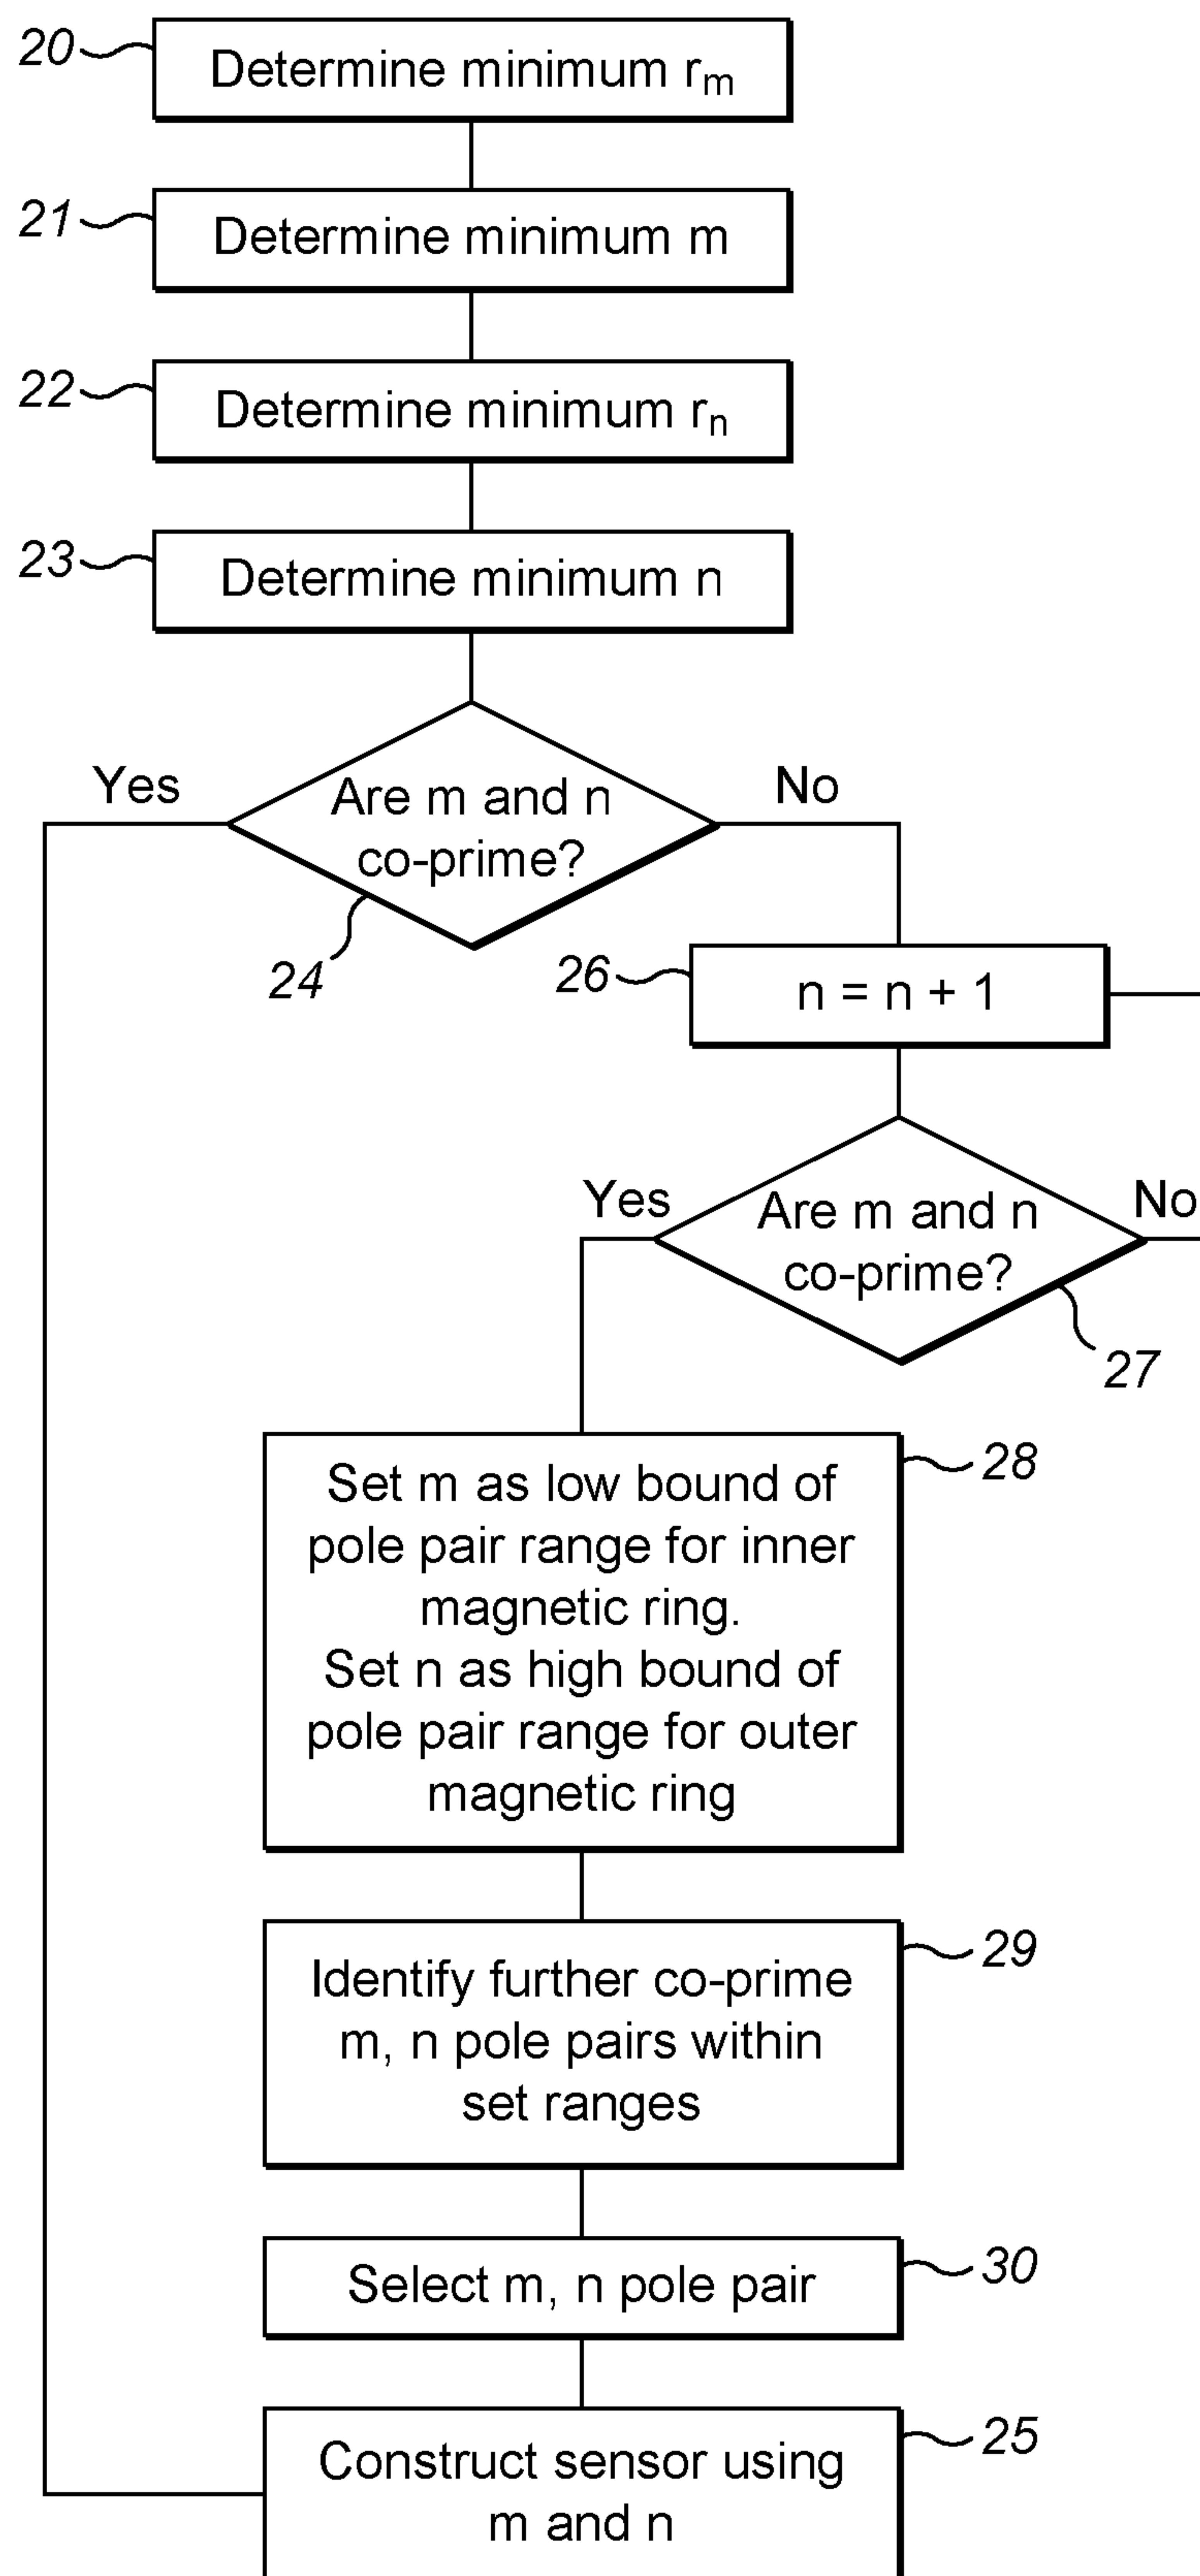 20
Determine minimum rm
21
Determine minimum m
22
Determine minimum rn
23
Determine minimum n
Yes
Are m and n
co-prime?
No
24
26
n = n + 1
Yes
Are m and n
co-prime?
No
27
28
Set m as low bound of
pole pair range for inner
magnetic ring.
Set n as high bound of
pole pair range for outer
magnetic ring
29
Identify further co-prime
m, n pole pairs within
set ranges
30
Select m, n pole pair
25
Construct sensor using
m and n